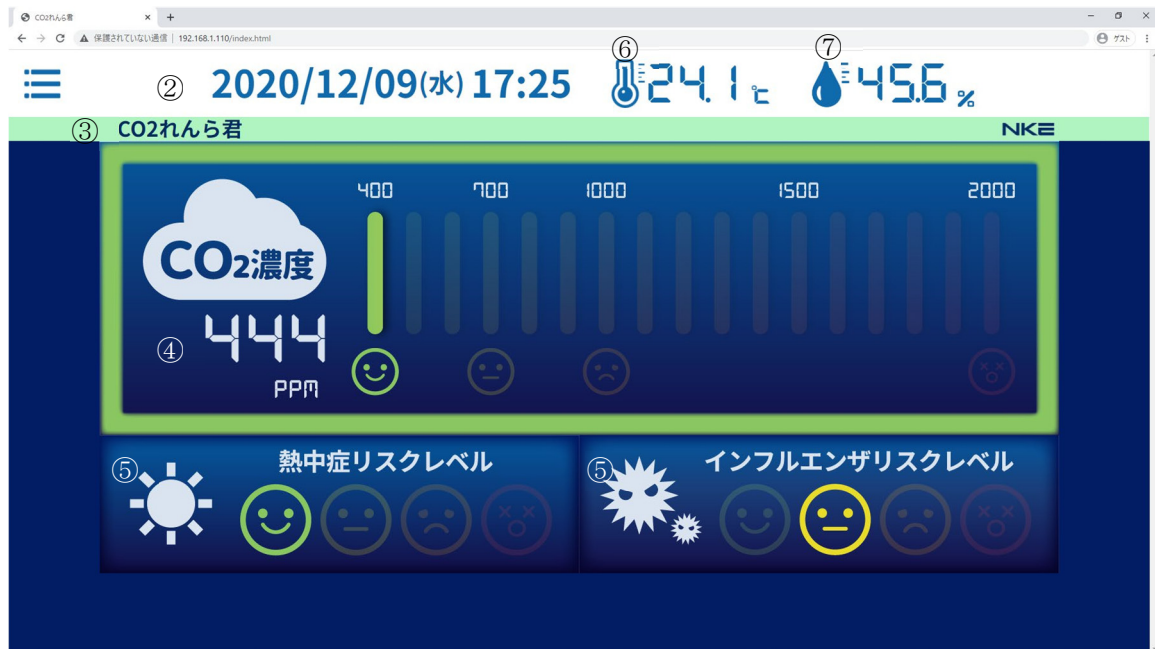 CO2れんら君
保護されていない通信 | 192.168.1.110/index.html
ゲスト
② 2020/12/09(水) 17:25 ⑥ 24.1 ℃ ⑦ 45.6 %
③ CO2れんら君 NKE
400 700 1000 1500 2000
CO2濃度
④ 444
PPM
⑤ 熱中症リスクレベル
⑤ インフルエンザリスクレベル